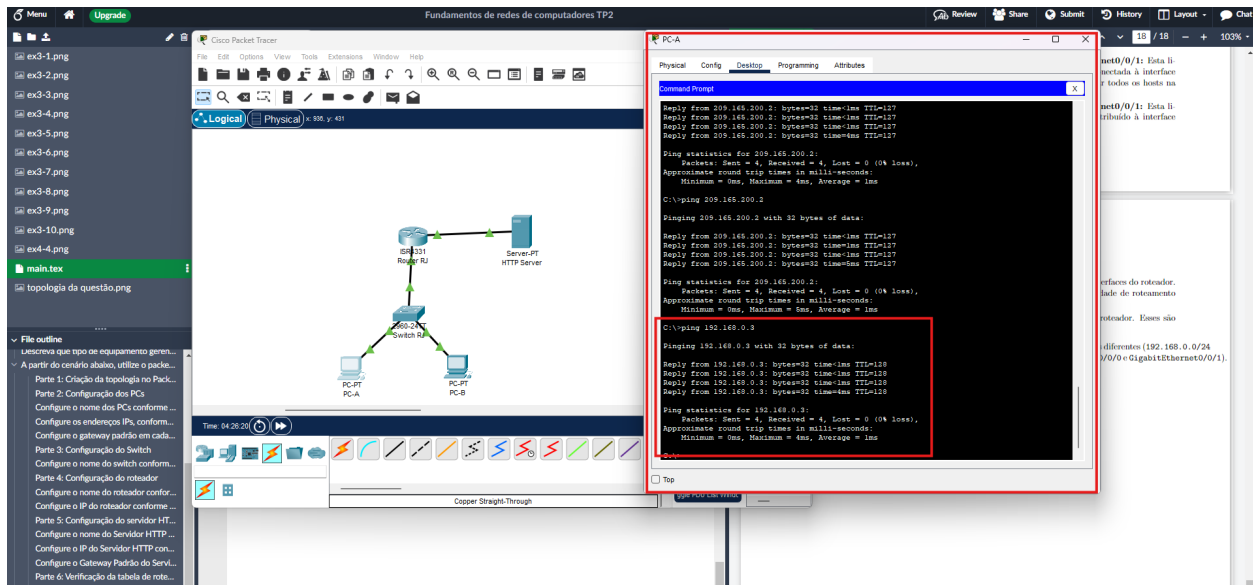 Menu
Upgrade
Fundamentos de redes de computadores TP2
Review
Share
Submit
History
Layout
Chat
18 / 18
103%
ex3-1.png
ex3-2.png
ex3-3.png
ex3-4.png
ex3-5.png
ex3-6.png
ex3-7.png
ex3-8.png
ex3-9.png
ex3-10.png
ex4-4.png
main.tex
topologia da questão.png
File outline
Descreva que tipo de equipamento geren...
A partir do cenário abaixo, utilize o packe...
Parte 1: Criação da topologia no Pack...
Parte 2: Configuração dos PCs
Configure o nome dos PCs conforme ...
Configure os endereços IPs, conform...
Configure o gateway padrão em cada...
Parte 3: Configuração do Switch
Configure o nome do switch conform...
Parte 4: Configuração do roteador
Configure o nome do roteador confor...
Configure o IP do roteador conforme ...
Parte 5: Configuração do servidor HT...
Configure o nome do Servidor HTTP ...
Configure o IP do Servidor HTTP con...
Configure o Gateway Padrão do Servi...
Parte 6: Verificação da tabela de rote...
Cisco Packet Tracer
File Edit Options View Tools Extensions Window Help
Logical
Physical
x: 938, y: 431
ISR4331
Router RJ
Server-PT
HTTP Server
2960-24TT
Switch RJ
PC-PT
PC-A
PC-PT
PC-B
Time: 04:26:20
Copper Straight-Through
PC-A
Physical Config Desktop Programming Attributes
Command Prompt
X
Reply from 209.165.200.2: bytes=32 time<1ms TTL=127
Reply from 209.165.200.2: bytes=32 time<1ms TTL=127
Reply from 209.165.200.2: bytes=32 time<1ms TTL=127
Reply from 209.165.200.2: bytes=32 time=4ms TTL=127
Ping statistics for 209.165.200.2:
Packets: Sent = 4, Received = 4, Lost = 0 (0% loss),
Approximate round trip times in milli-seconds:
Minimum = 0ms, Maximum = 4ms, Average = 1ms
C:\>ping 209.165.200.2
Pinging 209.165.200.2 with 32 bytes of data:
Reply from 209.165.200.2: bytes=32 time<1ms TTL=127
Reply from 209.165.200.2: bytes=32 time<1ms TTL=127
Reply from 209.165.200.2: bytes=32 time<1ms TTL=127
Reply from 209.165.200.2: bytes=32 time=5ms TTL=127
Ping statistics for 209.165.200.2:
Packets: Sent = 4, Received = 4, Lost = 0 (0% loss),
Approximate round trip times in milli-seconds:
Minimum = 0ms, Maximum = 5ms, Average = 1ms
C:\>ping 192.168.0.3
Pinging 192.168.0.3 with 32 bytes of data:
Reply from 192.168.0.3: bytes=32 time<1ms TTL=128
Reply from 192.168.0.3: bytes=32 time<1ms TTL=128
Reply from 192.168.0.3: bytes=32 time<1ms TTL=128
Reply from 192.168.0.3: bytes=32 time=4ms TTL=128
Ping statistics for 192.168.0.3:
Packets: Sent = 4, Received = 4, Lost = 0 (0% loss),
Approximate round trip times in milli-seconds:
Minimum = 0ms, Maximum = 4ms, Average = 1ms
C:\>
Top
net0/0/1: Esta li-
nectada à interface
r todos os hosts na
net0/0/1: Esta li-
tribuído à interface
erfaces do roteador.
dade de roteamento
roteador. Esses são
diferentes (192.168.0.0/24
0/0/0 e GigabitEthernet0/0/1).